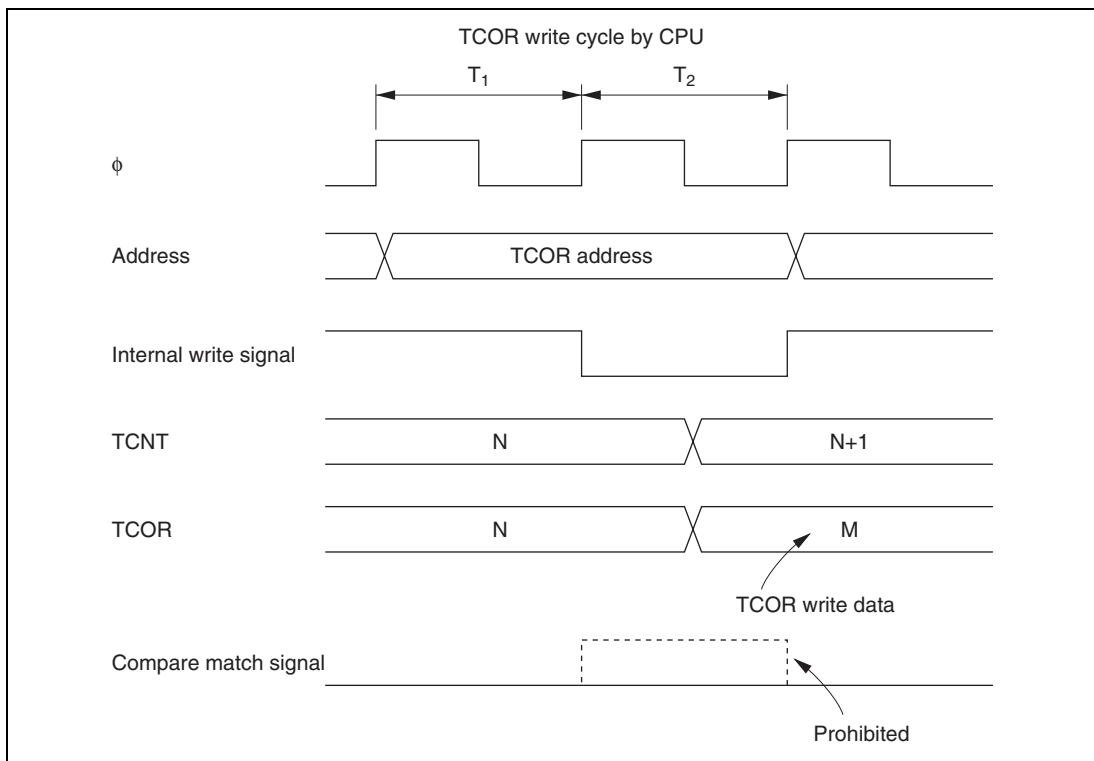 TCOR write cycle by CPU
T1 T2
ϕ
Address TCOR address
Internal write signal
TCNT N N+1
TCOR N M
TCOR write data
Compare match signal
Prohibited